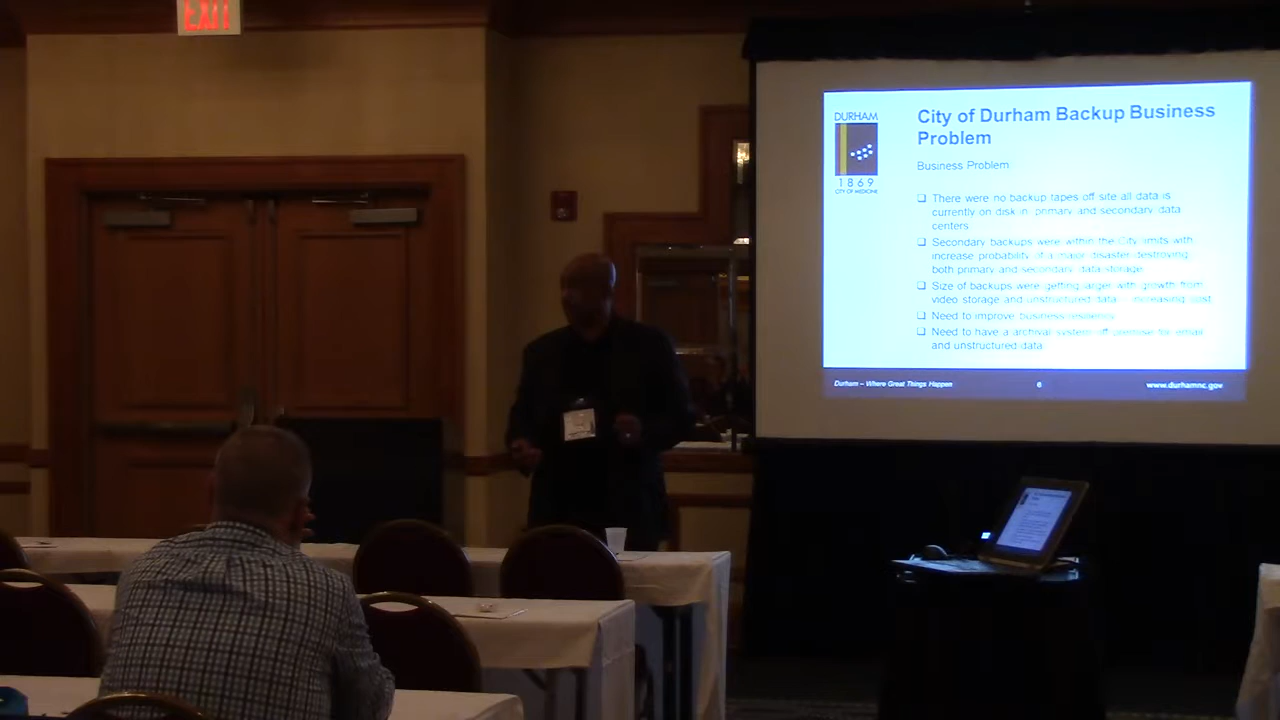 EXIT
DURHAM
1869
CITY OF MEDICINE
City of Durham Backup Business
Problem
Business Problem
There were no backup tapes off site all data is
currently on disk in primary and secondary data
centers
Secondary backups were within the City limits with
increase probability of a major disaster destroying
both primary and secondary data storage
Size of backups were getting larger with growth from
video storage and unstructured data - increasing cost
Need to improve business resiliency
Need to have a archival system off premise for email
and unstructured data
Durham – Where Great Things Happen
6
www.durhamnc.gov